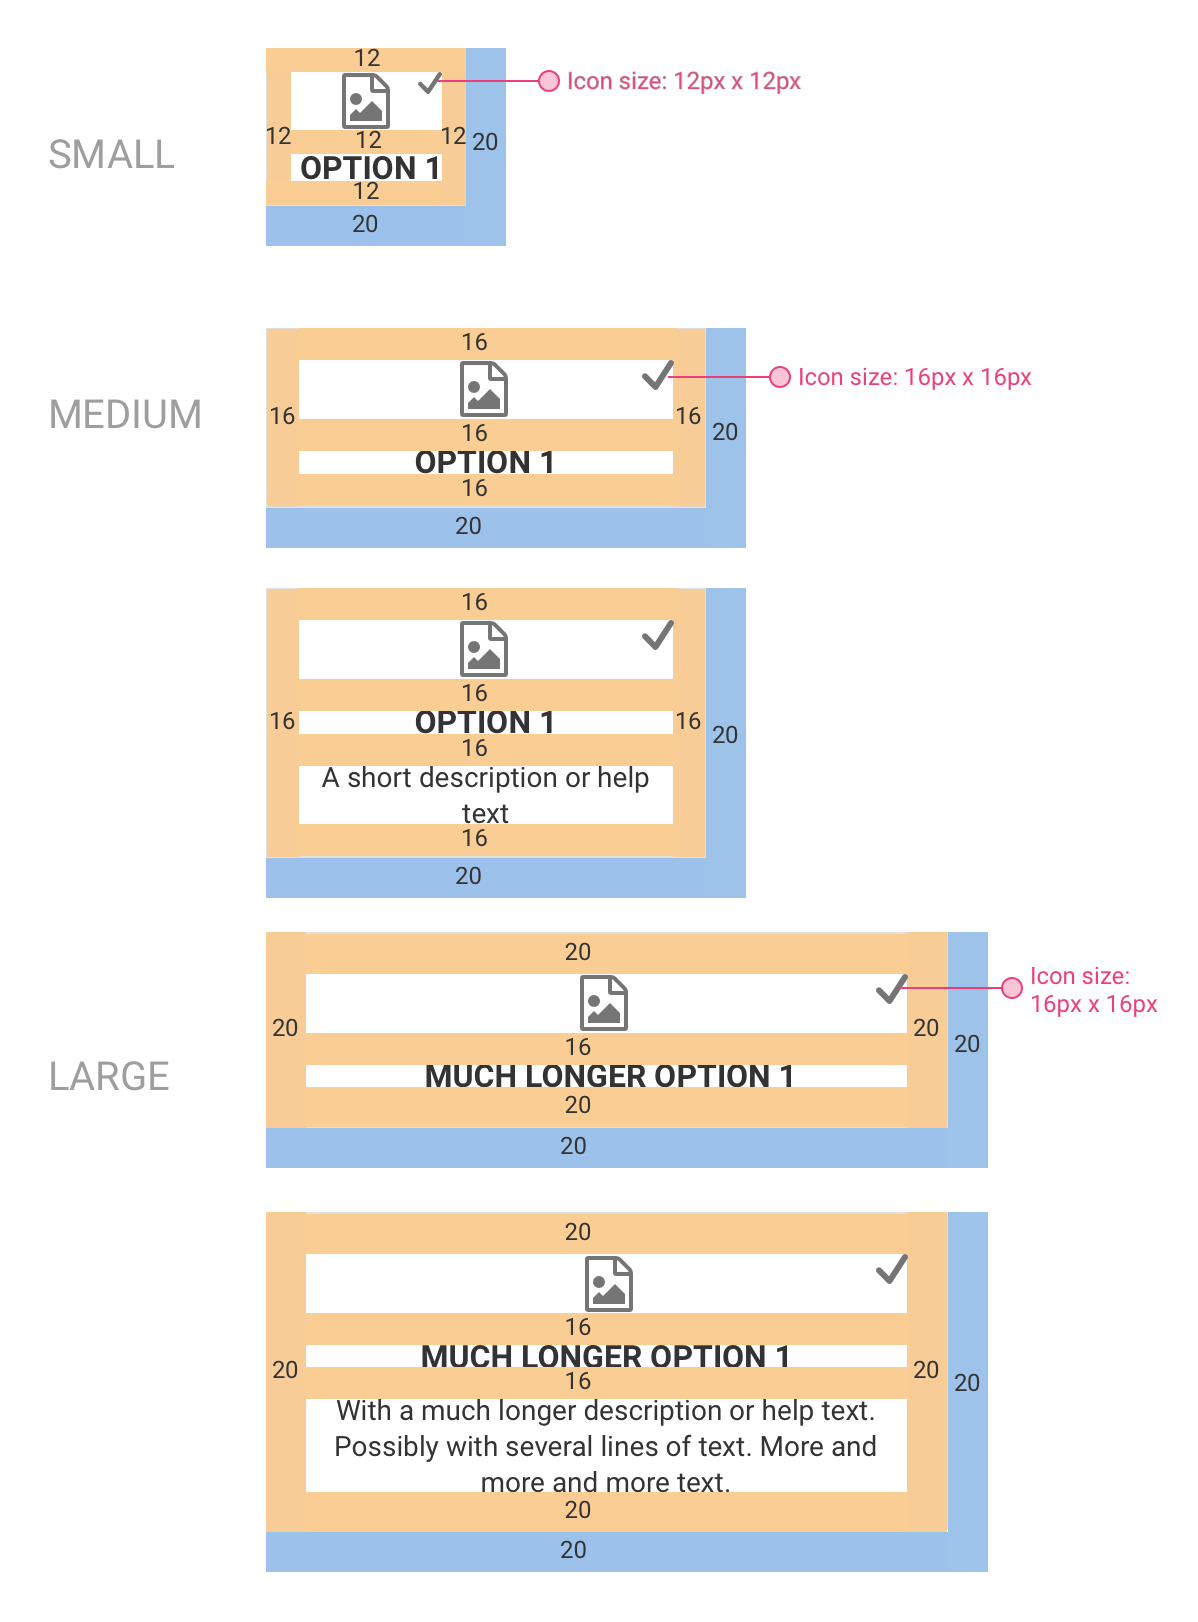 SMALL
12
Icon size: 12px x 12px
12
12
12
20
OPTION 1
12
20
MEDIUM
16
Icon size: 16px x 16px
16
16
16
20
OPTION 1
16
20
16
16
16
16
20
OPTION 1
16
A short description or help
text
16
20
LARGE
20
Icon size:
16px x 16px
20
16
20
20
MUCH LONGER OPTION 1
20
20
20
16
MUCH LONGER OPTION 1
20
16
20
20
With a much longer description or help text.
Possibly with several lines of text. More and
more and more text.
20
20